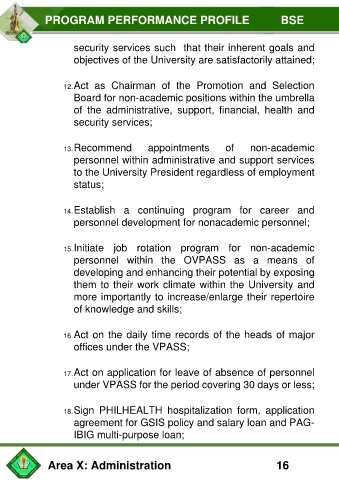 PROGRAM PERFORMANCE PROFILE BSE
security services such that their inherent goals and
objectives of the University are satisfactorily attained;
12.Act as Chairman of the Promotion and Selection
Board for non-academic positions within the umbrella
of the administrative, support, financial, health and
security services;
13.Recommend appointments of non-academic
personnel within administrative and support services
to the University President regardless of employment
status;
14.Establish a continuing program for career and
personnel development for nonacademic personnel;
15.Initiate job rotation program for non-academic
personnel within the OVPASS as a means of
developing and enhancing their potential by exposing
them to their work climate within the University and
more importantly to increase/enlarge their repertoire
of knowledge and skills;
16.Act on the daily time records of the heads of major
offices under the VPASS;
17.Act on application for leave of absence of personnel
under VPASS for the period covering 30 days or less;
18.Sign PHILHEALTH hospitalization form, application
agreement for GSIS policy and salary loan and PAG-
IBIG multi-purpose loan;
Area X: Administration 16